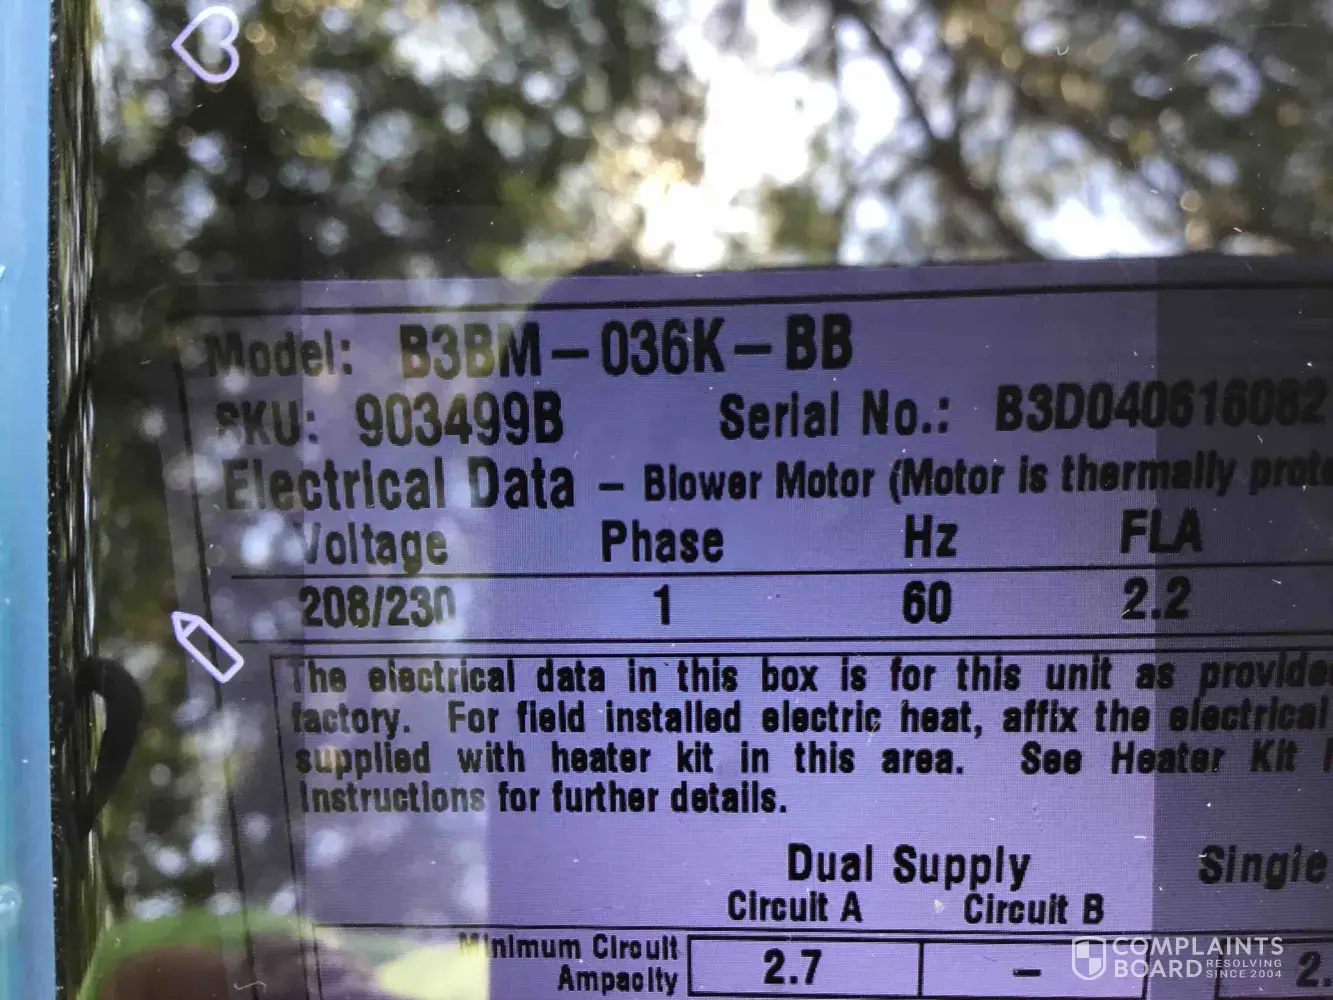 Model: B3BM-036K-BB
SKU: 903499B Serial No.: B3D040616082
Electrical Data - Blower Motor (Motor is thermally
Voltage Phase Hz FLA
208/230 1 60 2.2
The electrical data in this box is for this unit as
factory. For field installed electric heat, affix the electrical
supplied with heater kit in this area. See Heater Kit
Instructions for further details.
Dual Supply Single
Circuit A Circuit B
Minimum Circuit
Ampacity 2.7 - 2.
COMPLAINTS
BOARD RESOLVING
SINCE 2004